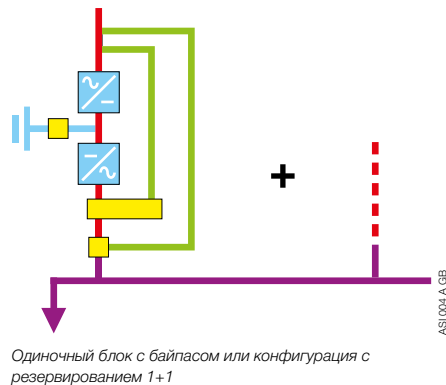 +
ASI 004 A GB
Одиночный блок с байпасом или конфигурация с
резервированием 1+1